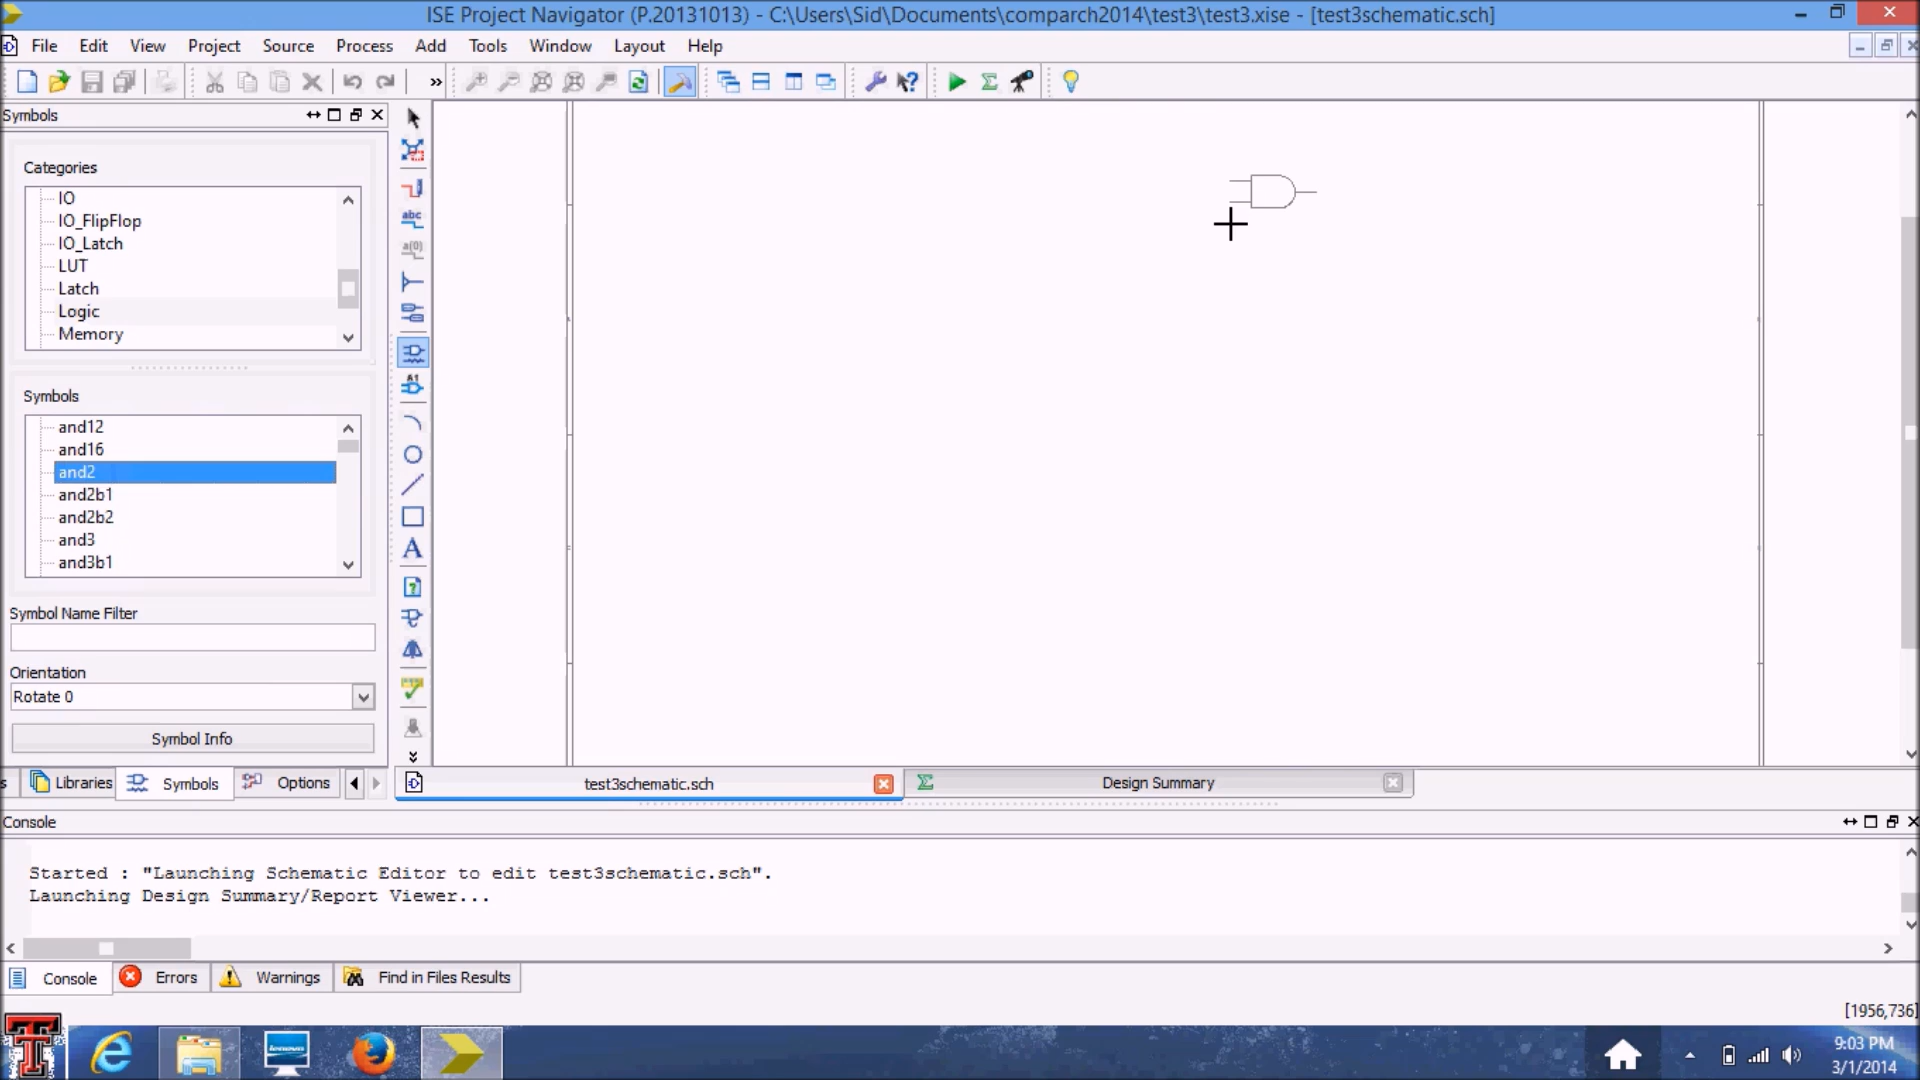 ISE Project Navigator (P.20131013) - C:\Users\Sid\Documents\comparch2014\test3\test3.xise - [test3schematic.sch]
File Edit View Project Source Process Add Tools Window Layout Help
Symbols
Categories
IO
IO_FlipFlop
IO_Latch
LUT
Latch
Logic
Memory
abc
a(0)
A1
Symbols
and12
and16
and2
and2b1
and2b2
and3
and3b1
A
Symbol Name Filter
Orientation
Rotate 0
Symbol Info
s Libraries Symbols Options
test3schematic.sch
Design Summary
Console
Started : "Launching Schematic Editor to edit test3schematic.sch".
Launching Design Summary/Report Viewer...
Console Errors Warnings Find in Files Results
[1956,736]
9:03 PM
3/1/2014